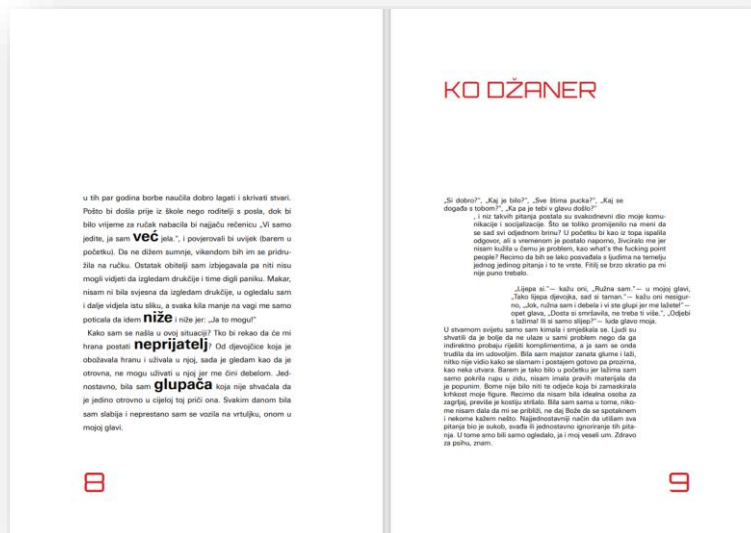 u tih par godina borbe naučila dobro lagati i skrivati stvari.
Pošto bi došla prije iz škole nego roditelji s posla, dok bi
bilo vrijeme za ručak nabacila bi najjaču rečenicu „Vi samo
jedite, ja sam već jela.", i povjerovali bi uvijek (barem u
početku). Da ne dižem sumnje, vikendom bih im se pridru-
žila na ručku. Ostatak obitelji sam izbjegavala pa niti nisu
mogli vidjeti da izgledam drukčije i time digli paniku. Makar,
nisam ni bila svjesna da izgledam drukčije, u ogledalu sam
i dalje vidjela istu sliku, a svaka kila manje na vagi me samo
poticala da idem niže i niže jer: „Ja to mogu!"
Kako sam se našla u ovoj situaciji? Tko bi rekao da će mi
hrana postati neprijatelj? Od djevojčice koja je
obožavala hranu i uživala u njoj, sada je gledam kao da je
otrovna, ne mogu uživati u njoj jer me čini debelom. Jed-
nostavno, bila sam glupača koja nije shvaćala da
je jedino otrovno u cijeloj toj priči ona. Svakim danom bila
sam slabija i neprestano sam se vozila na vrtuljku, onom u
mojoj glavi.
8
KO DŽANER
„Si dobro?", „Kaj je bilo?", „Sve štima pucka?", „Kaj se
događa s tobom?", „Ka pa je tebi v glavu došlo?"
, i niz takvih pitanja postala su svakodnevni dio moje komu-
nikacije i socijalizacije. Što se toliko promijenilo na meni da
se sad svi odjednom brinu? U početku bi kao iz topa ispalila
odgovor, ali s vremenom je postalo naporno, živciralo me jer
nisam kužila u čemu je problem, kao what's the fucking point
people? Recimo da bih se lako posvađala s ljudima na temelju
jednog jedinog pitanja i to te vrste. Fitilj se brzo skratio pa mi
nije puno trebalo.
„Lijepa si." — kažu oni, „Ružna sam." — u mojoj glavi,
„Tako lijepa djevojka, sad si taman." — kažu oni nesigur-
no, „Jok, ružna sam i debela i vi ste glupi jer me lažete!" —
opet glava, „Dosta si smršavila, ne treba ti više.", „Odjebi
s lažima! Ili si samo slijep?" — luda glavo moja.
U stvarnom svijetu samo sam kimala i smješkala se. Ljudi su
shvatili da je bolje da ne ulaze u sami problem nego da ga
indirektno probaju riješiti komplimentima, a ja sam se onda
trudila da im udovoljim. Bila sam majstor zanata glume i laži,
nitko nije vidio kako se slamam i postajem gotovo pa prozirna,
kao neka utvara. Barem je tako bilo u početku jer lažima sam
samo pokrila rupu u zidu, nisam imala pravih materijala da
je popunim. Bome nije bilo niti te odjeće koja bi zamaskirala
krhkost moje figure. Recimo da nisam bila idealna osoba za
zagrljaj, previše je kostiju stršalo. Bila sam sama u tome, niko-
me nisam dala da mi se približi, ne daj Bože da se spotaknem
i nekome kažem nešto. Najjednostavniji način da utišam sva
pitanja bio je sukob, svađa ili jednostavno ignoriranje tih pita-
nja. U tome smo bili samo ogledalo, ja i moj veseli um. Zdravo
za psihu, znam.
9